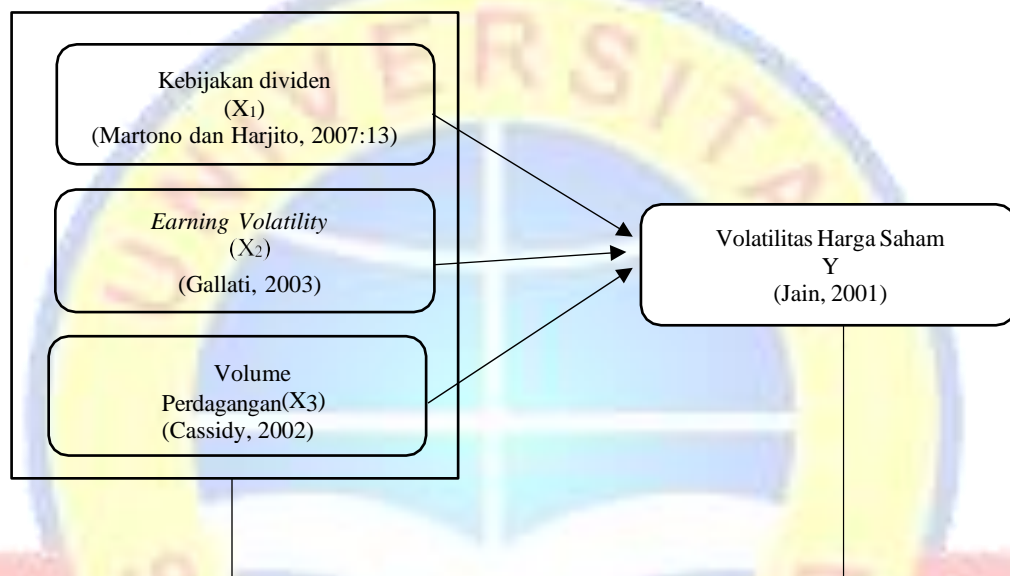 UNIVERSITA
Kebijakan dividen
(X₁)
(Martono dan Harjito, 2007:13)
Earning Volatility
(X₂)
(Gallati, 2003)
Volume
Perdagangan(X3)
(Cassidy, 2002)
Volatilitas Harga Saham
Y
(Jain, 2001)